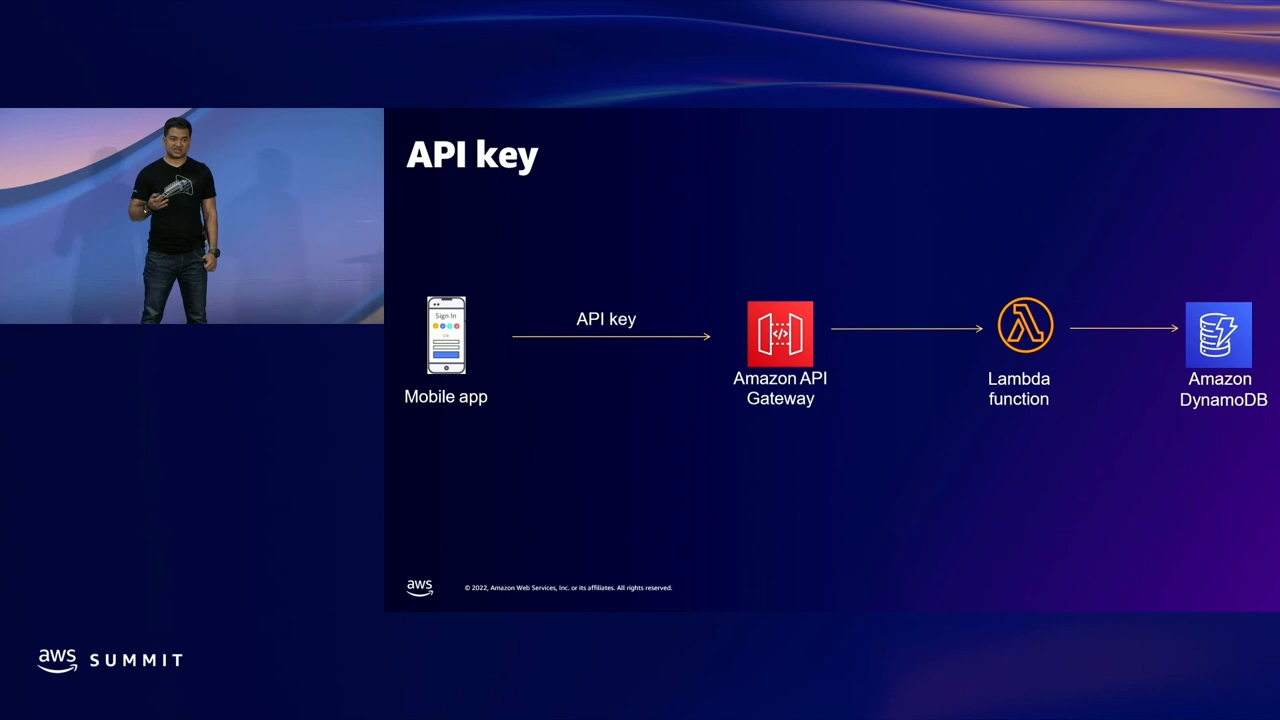 API key
Sign In
API key
Mobile app
Amazon API
Gateway
Lambda
function
Amazon
DynamoDB
aws
© 2022, Amazon Web Services, Inc. or its affiliates. All rights reserved.
aws SUMMIT